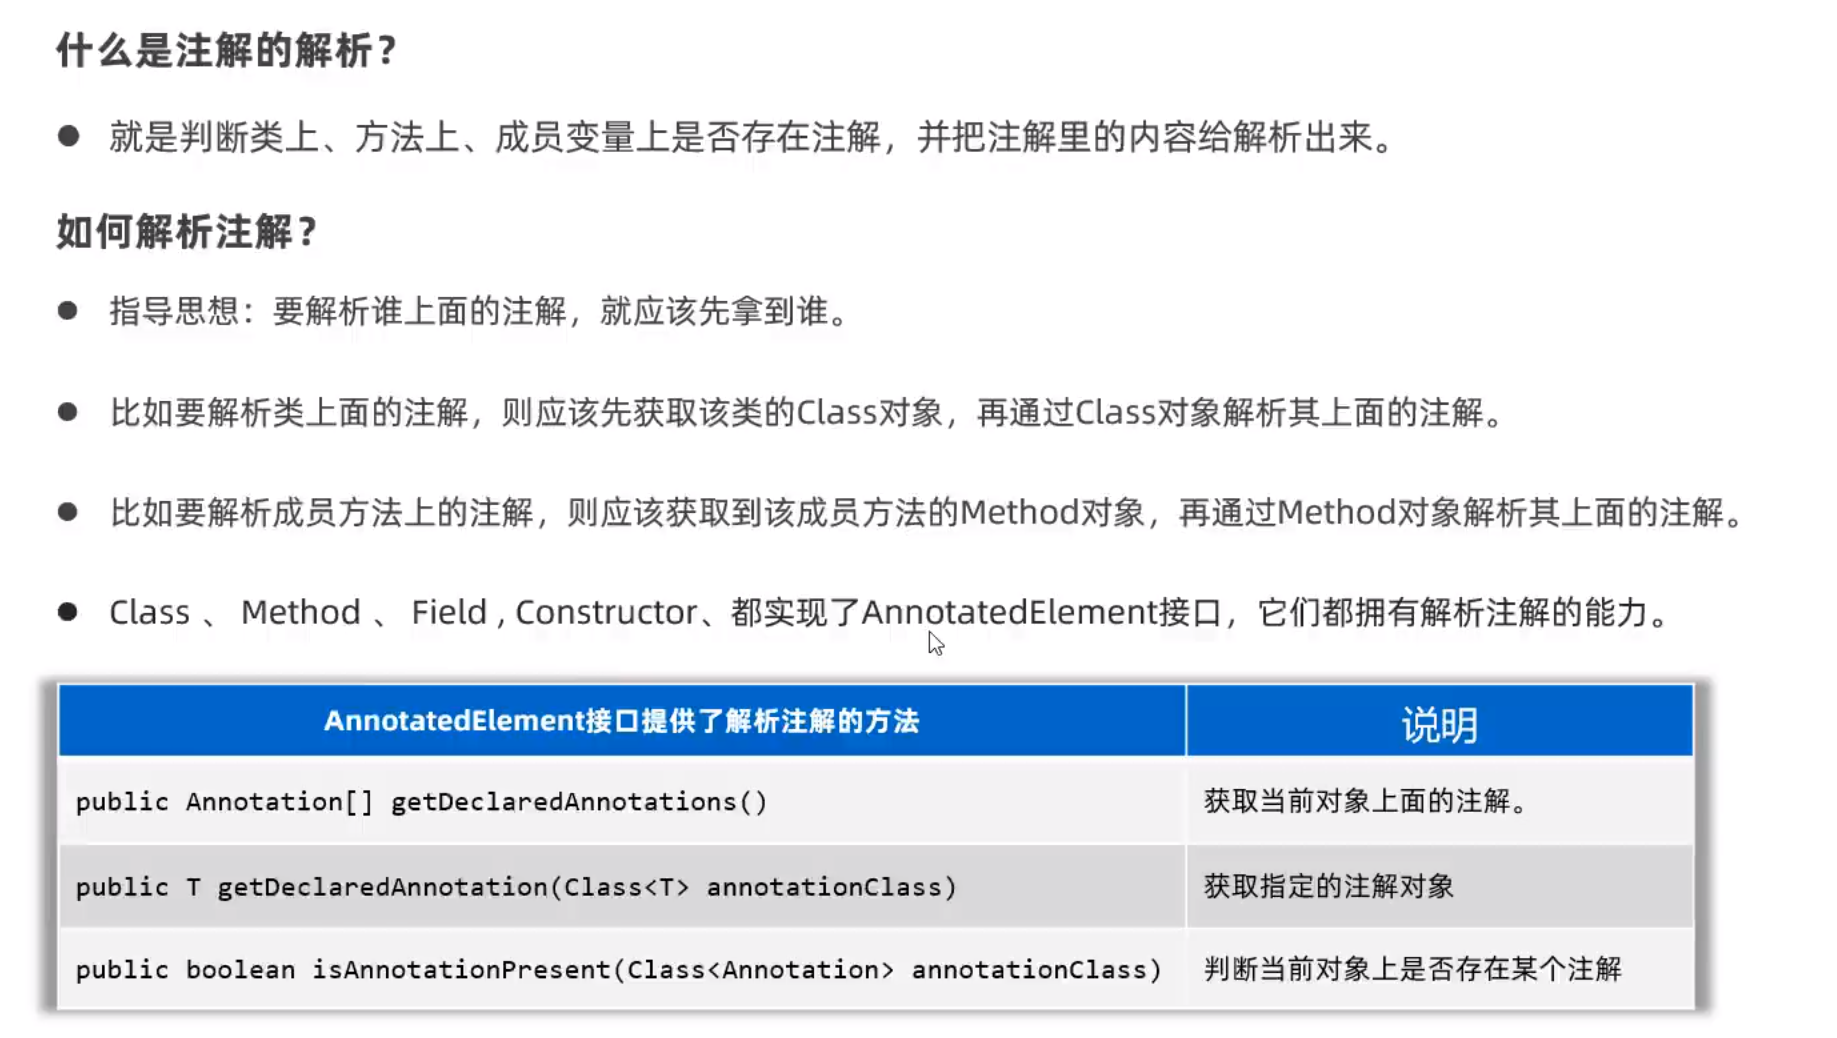 什么是注解的解析？
● 就是判断类上、方法上、成员变量上是否存在注解，并把注解里的内容给解析出来。
如何解析注解？
● 指导思想：要解析谁上面的注解，就应该先拿到谁。
● 比如要解析类上面的注解，则应该先获取该类的Class对象，再通过Class对象解析其上面的注解。
● 比如要解析成员方法上的注解，则应该获取到该成员方法的Method对象，再通过Method对象解析其上面的注解。
● Class 、 Method 、 Field , Constructor、都实现了AnnotatedElement接口，它们都拥有解析注解的能力。
AnnotatedElement接口提供了解析注解的方法 说明
public Annotation[] getDeclaredAnnotations() 获取当前对象上面的注解。
public T getDeclaredAnnotation(Class<T> annotationClass) 获取指定的注解对象
public boolean isAnnotationPresent(Class<Annotation> annotationClass) 判断当前对象上是否存在某个注解